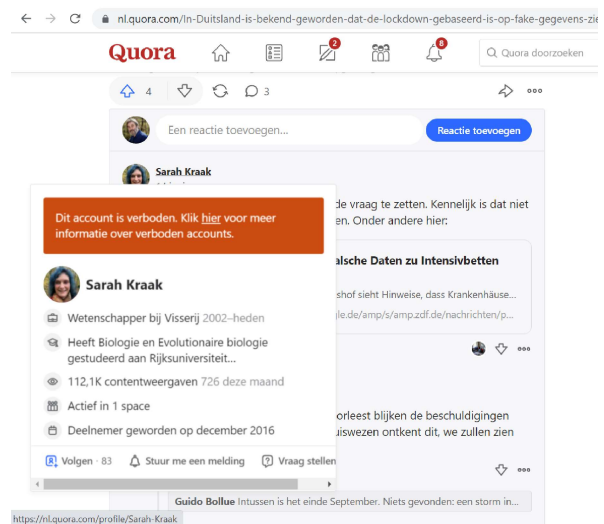 nl.quora.com/In-Duitsland-is-bekend-geworden-dat-de-lockdown-gebaseerd-is-op-fake-gegevens-zie
Quora
2
8
Quora doorzoeken
4
3
Een reactie toevoegen...
Reactie toevoegen
Sarah Kraak
de vraag te zetten. Kennelijk is dat niet
en. Onder andere hier:
Dit account is verboden. Klik hier voor meer
informatie over verboden accounts.
alsche Daten zu Intensivbetten
Sarah Kraak
shof sieht Hinweise, dass Krankenhäuse...
gle.de/amp/s/amp.zdf.de/nachrichten/p...
Wetenschapper bij Visserij 2002–heden
Heeft Biologie en Evolutionaire biologie
gestudeerd aan Rijksuniversiteit...
112,1K contentweergaven 726 deze maand
Actief in 1 space
orleest blijken de beschuldigingen
Deelnemer geworden op december 2016
uiswezen ontkent dit, we zullen zien
Volgen · 83
Stuur me een melding
Vraag stellen
Guido Bollue Intussen is het einde September. Niets gevonden: een storm in...
https://nl.quora.com/profile/Sarah-Kraak